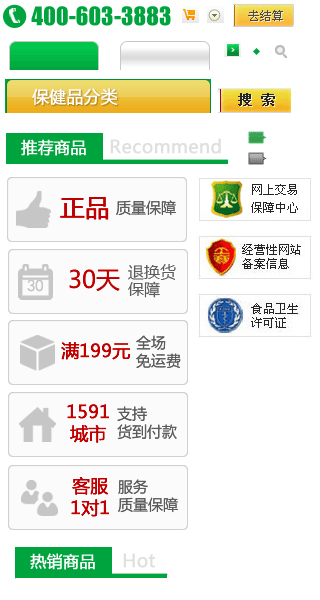 400-603-3883 去结算
保健品分类
搜 索
推荐商品 Recommend
正品 质量保障
30
30天 退换货
保障
满199元 全场
免运费
1591
城市 支持
货到付款
客服
1对1 服务
质量保障
网上交易
保障中心
经营性网站
备案信息
食品卫生
许可证
热销商品 Hot